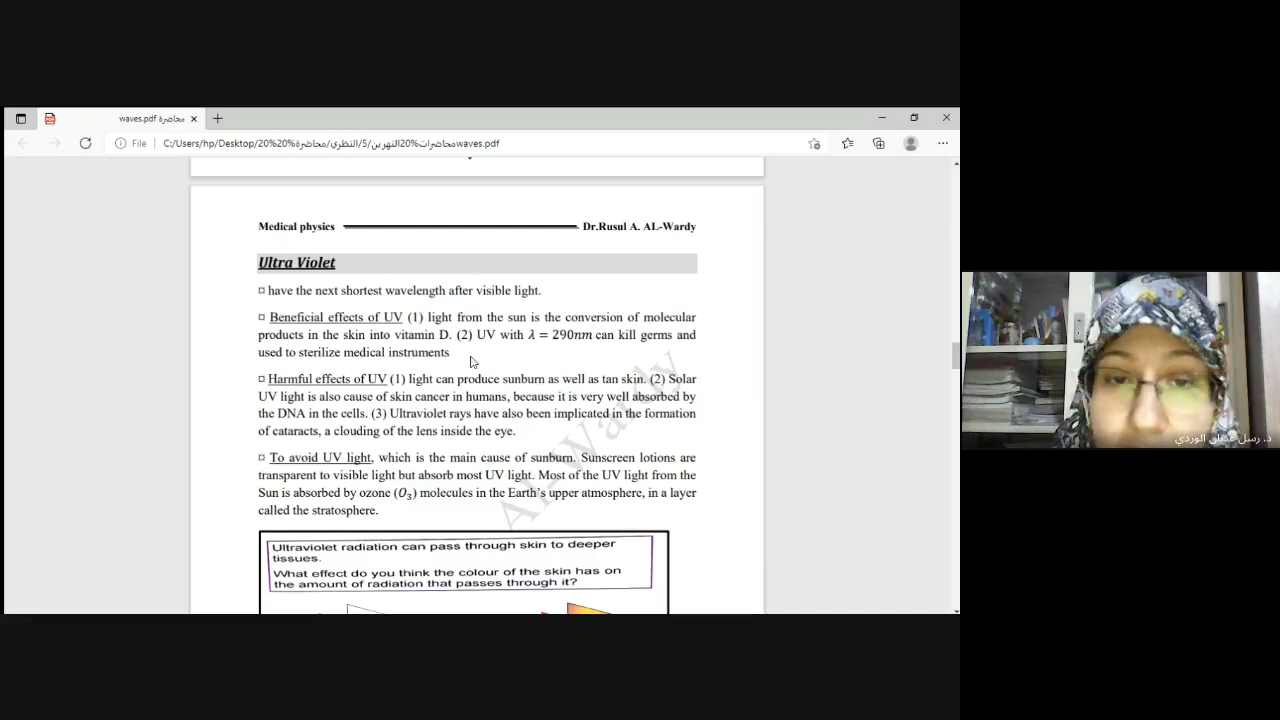 محاضرة waves.pdf
File
C:/Users/hp/Desktop/20%20%محاضرات%20النهرين/5/النظري/محاضرةwaves.pdf
Medical physics
Dr.Rusul A. AL-Wardy
Ultra Violet
¤ have the next shortest wavelength after visible light.
¤ Beneficial effects of UV (1) light from the sun is the conversion of molecular
products in the skin into vitamin D. (2) UV with λ = 290nm can kill germs and
used to sterilize medical instruments
¤ Harmful effects of UV (1) light can produce sunburn as well as tan skin. (2) Solar
UV light is also cause of skin cancer in humans, because it is very well absorbed by
the DNA in the cells. (3) Ultraviolet rays have also been implicated in the formation
of cataracts, a clouding of the lens inside the eye.
¤ To avoid UV light, which is the main cause of sunburn. Sunscreen lotions are
transparent to visible light but absorb most UV light. Most of the UV light from the
Sun is absorbed by ozone (O₃) molecules in the Earth's upper atmosphere, in a layer
called the stratosphere.
Ultraviolet radiation can pass through skin to deeper
tissues.
What effect do you think the colour of the skin has on
the amount of radiation that passes through it?
Al-Wardy
د. رسل عدنان الوردي